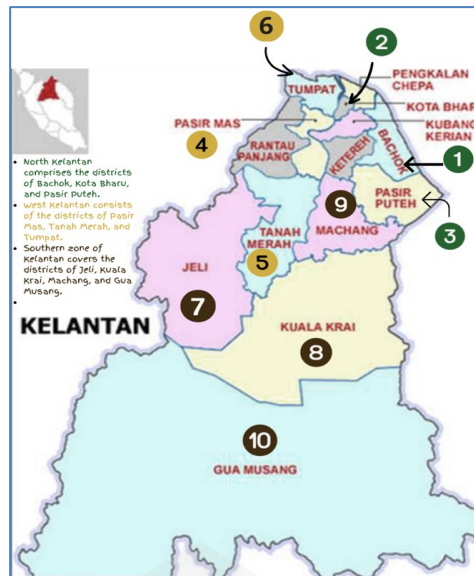 6
2
TUMPAT
PENGKALAN
CHEPA
KOTA BHAR
PASIR MAS
KUBANG
KERIAN
4
RANTAU
PANJANG
KETEREH
BACHOK
1
• North Kelantan
comprises the districts
of Bachok, Kota Bharu,
and Pasir Puteh.
• West Kelantan consists
of the districts of Pasir
Mas, Tanah Merah, and
Tumpat.
• Southern zone of
Kelantan covers the
districts of Jeli, Kuala
Krai, Machang, and Gua
Musang.
•
9
PASIR
PUTEH
MACHANG
3
TANAH
MERAH
5
JELI
7
KELANTAN
KUALA KRAI
8
10
GUA MUSANG